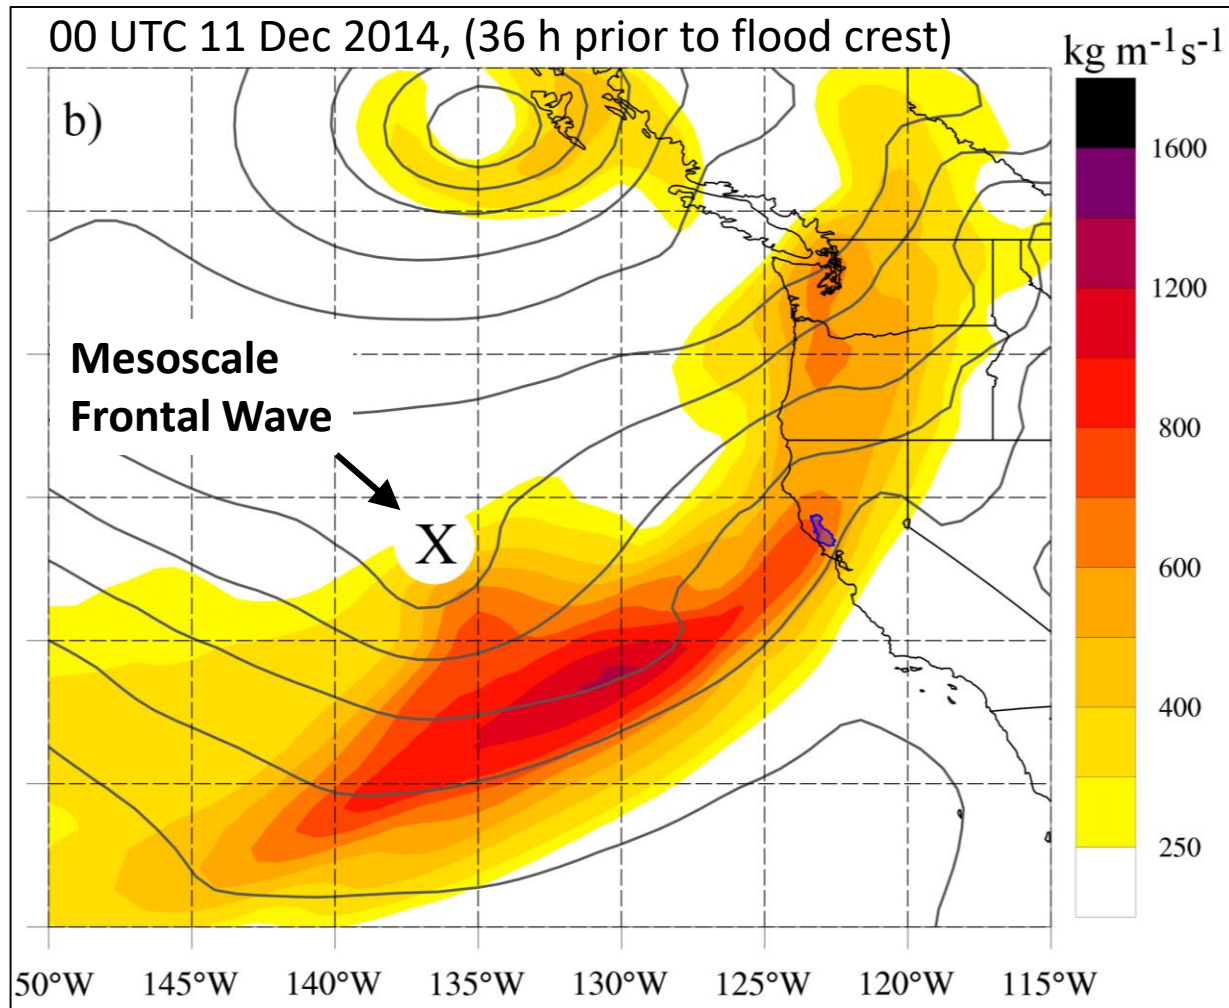 00 UTC 11 Dec 2014, (36 h prior to flood crest)
kg m⁻¹s⁻¹
b)
1600
1200
Mesoscale
Frontal Wave
800
X
600
400
250
50°W
145°W
140°W
135°W
130°W
125°W
120°W
115°W